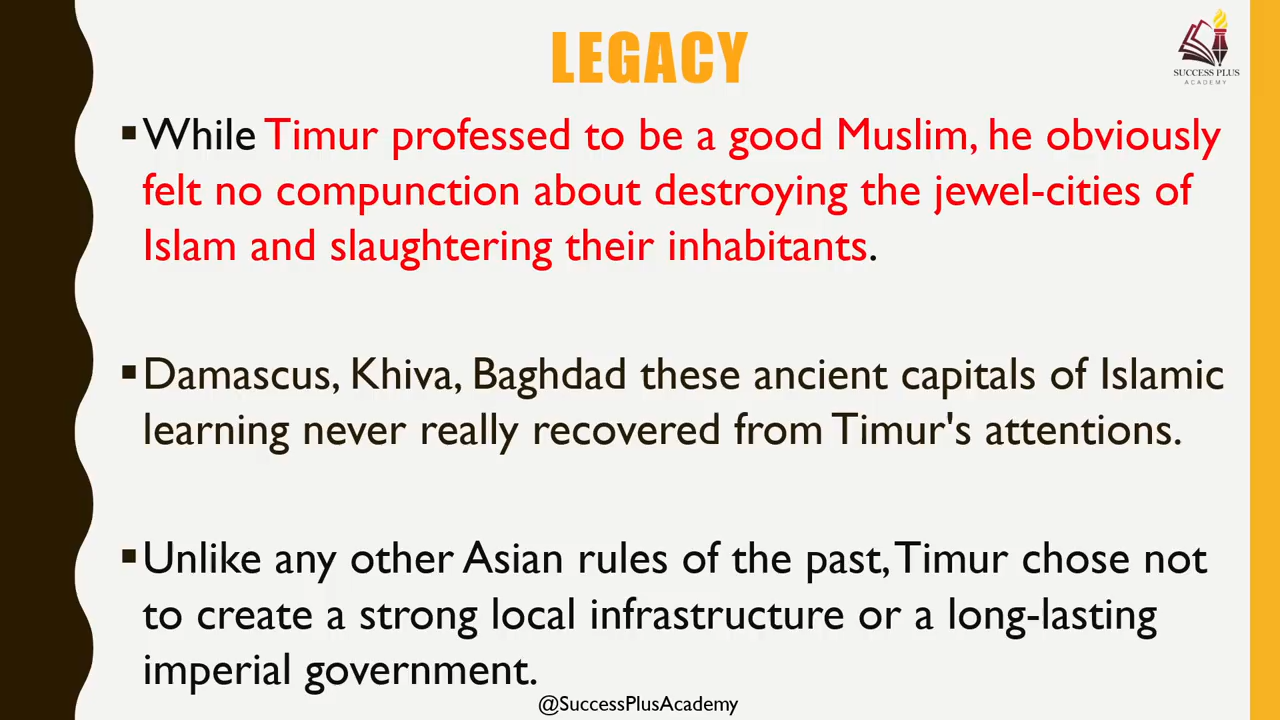 LEGACY
SUCCESS PLUS
ACADEMY
▪While Timur professed to be a good Muslim, he obviously
felt no compunction about destroying the jewel-cities of
Islam and slaughtering their inhabitants.
▪Damascus, Khiva, Baghdad these ancient capitals of Islamic
learning never really recovered from Timur's attentions.
▪Unlike any other Asian rules of the past, Timur chose not
to create a strong local infrastructure or a long-lasting
imperial government.
@SuccessPlusAcademy